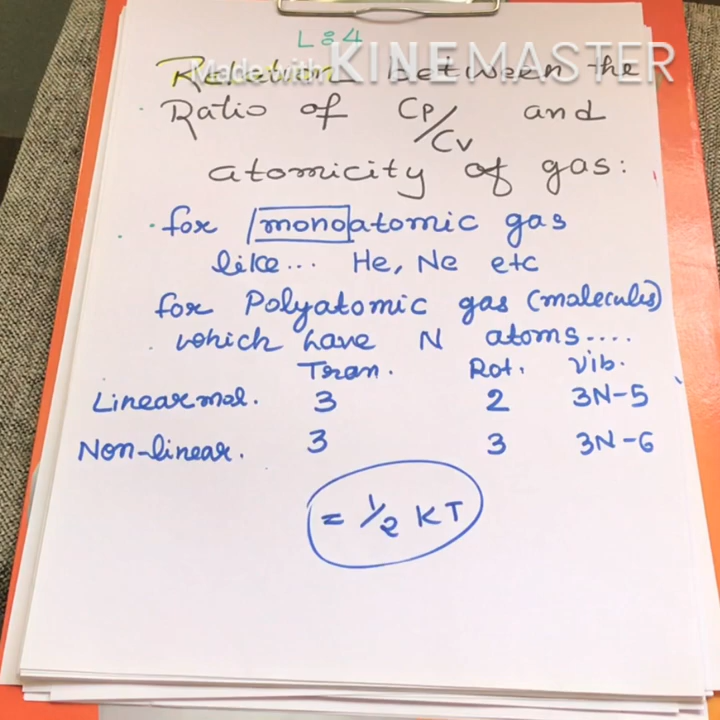 L 84
Made with KINEMASTER
Relation between the
Ratio of Cp/Cv and
atomicity of gas:
for monoatomic gas
like... He, Ne etc
for Polyatomic gas (molecules)
which have N atoms....
Tran. Rot. Vib.
Linear mol. 3 2 3N-5
Non-linear. 3 3 3N-6
= 1/2 KT